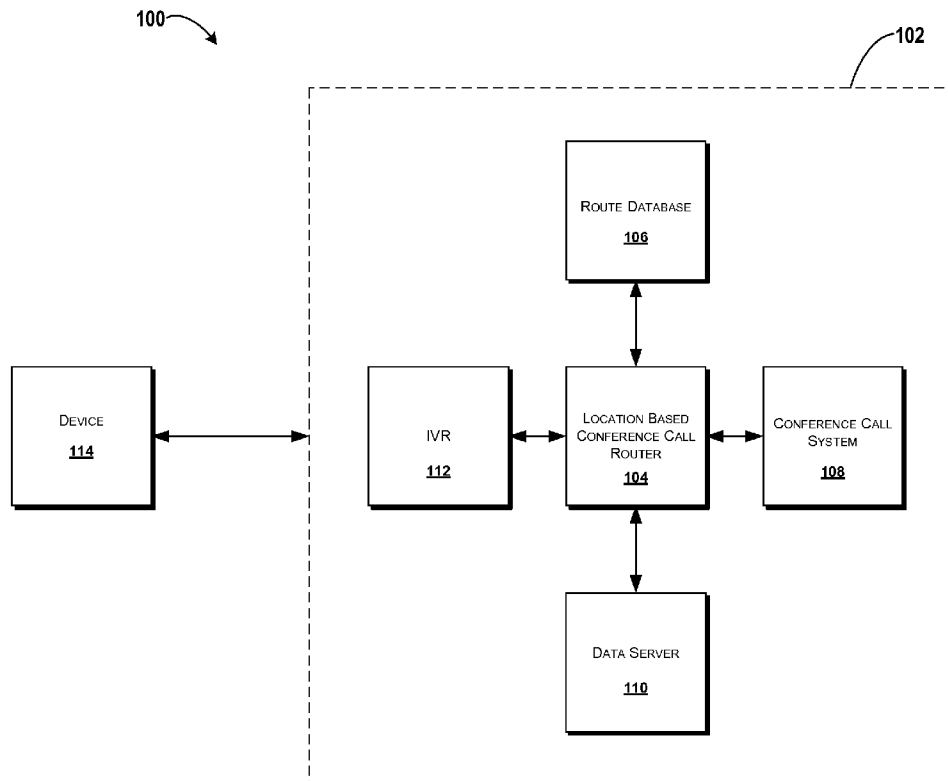 100
102
ROUTE DATABASE
106
DEVICE
114
IVR
112
LOCATION BASED
CONFERENCE CALL
ROUTER
104
CONFERENCE CALL
SYSTEM
108
DATA SERVER
110